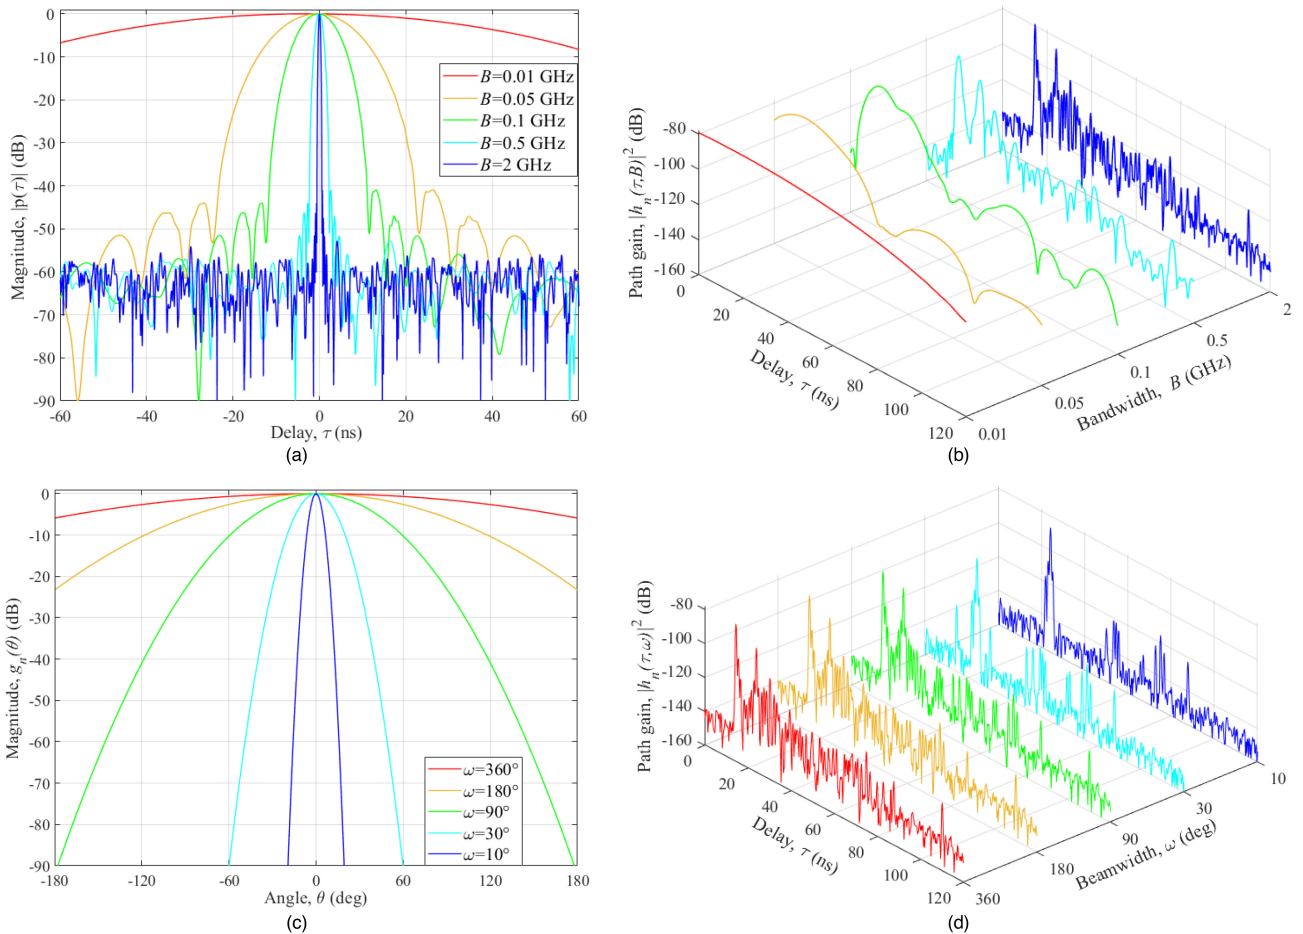 0
-10
-20
-30
-40
-50
-60
-70
-80
-90
Magnitude, |p(τ)| (dB)
B=0.01 GHz
B=0.05 GHz
B=0.1 GHz
B=0.5 GHz
B=2 GHz
-60 -40 -20 0 20 40 60
Delay, τ (ns)
(a)
-80
-100
-120
-140
-160
Path gain, |hₙ(τ,B)|² (dB)
0
20
40
60
80
100
120
Delay, τ (ns)
0.01
0.05
0.1
0.5
2
Bandwidth, B (GHz)
(b)
0
-10
-20
-30
-40
-50
-60
-70
-80
-90
Magnitude, gₙ(θ) (dB)
ω=360°
ω=180°
ω=90°
ω=30°
ω=10°
-180 -120 -60 0 60 120 180
Angle, θ (deg)
(c)
-80
-100
-120
-140
-160
Path gain, |hₙ(τ,ω)|² (dB)
0
20
40
60
80
100
120
Delay, τ (ns)
360
180
90
30
10
Beamwidth, ω (deg)
(d)